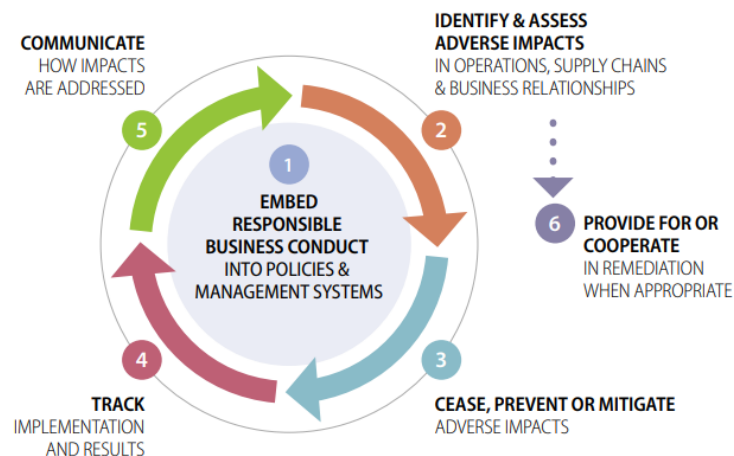 1
EMBED
RESPONSIBLE
BUSINESS CONDUCT
INTO POLICIES &
MANAGEMENT SYSTEMS
2
IDENTIFY & ASSESS
ADVERSE IMPACTS
IN OPERATIONS, SUPPLY CHAINS
& BUSINESS RELATIONSHIPS
3
CEASE, PREVENT OR MITIGATE
ADVERSE IMPACTS
4
TRACK
IMPLEMENTATION
AND RESULTS
5
COMMUNICATE
HOW IMPACTS
ARE ADDRESSED
6
PROVIDE FOR OR
COOPERATE
IN REMEDIATION
WHEN APPROPRIATE